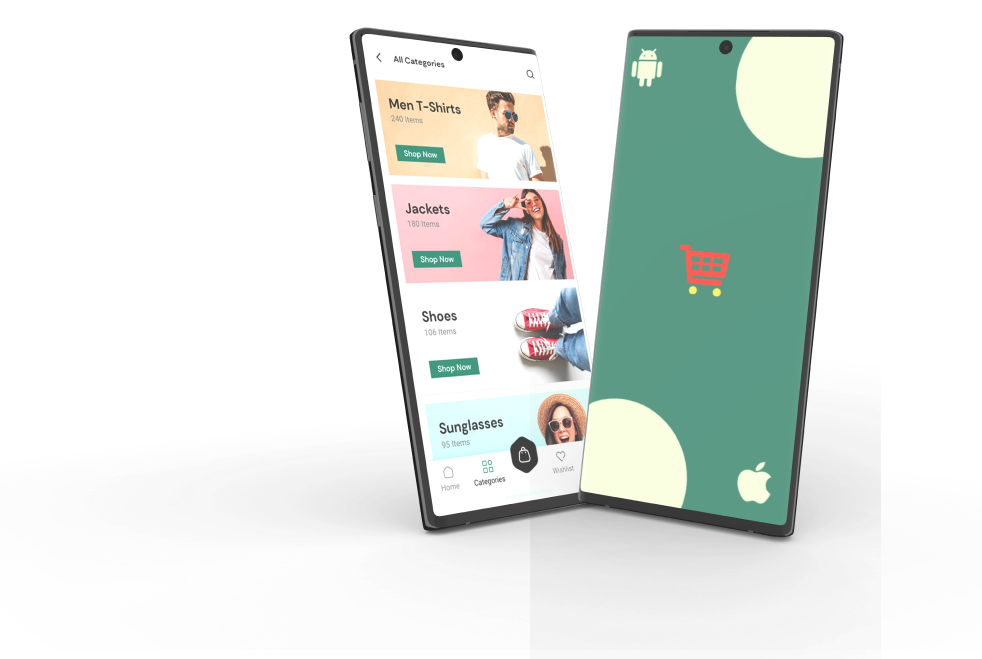 All Categories
Men T-Shirts
240 Items
Shop Now
Jackets
180 Items
Shop Now
Shoes
106 Items
Shop Now
Sunglasses
95 Items
Home
Categories
Wishlist